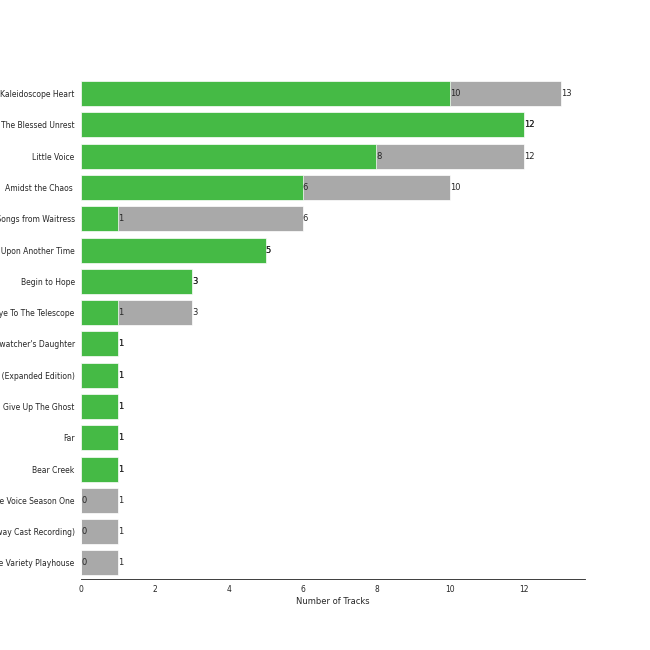 Kaleidoscope Heart 10 13
The Blessed Unrest 12
Little Voice 8 12
Amidst the Chaos 6 10
Songs from Waitress 1 6
Upon Another Time 5
Begin to Hope 3
ye To The Telescope 1 3
watcher's Daughter 1
(Expanded Edition) 1
Give Up The Ghost 1
Far 1
Bear Creek 1
e Voice Season One 0 1
way Cast Recording) 0 1
e Variety Playhouse 0 1
0 2 4 6 8 10 12
Number of Tracks